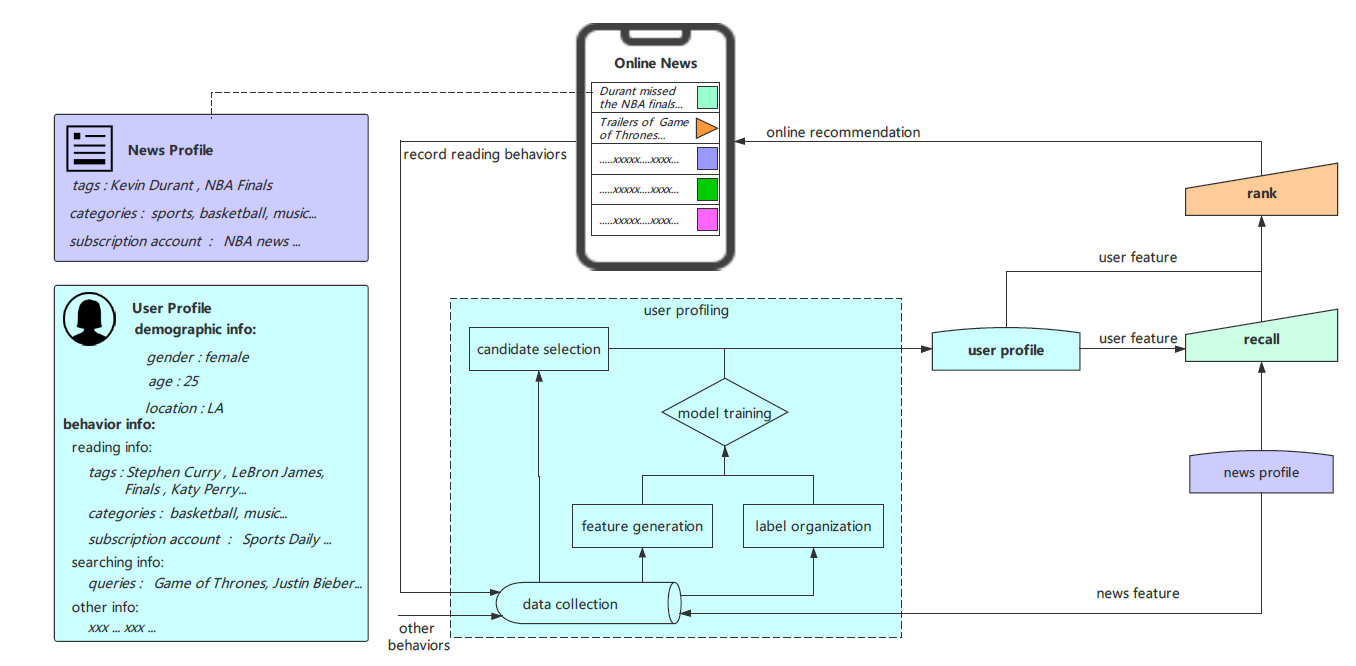 Online News
Durant missed
the NBA finals...
Trailers of Game
of Thrones...
.....xxxxx....xxxx...
.....xxxxx....xxxx...
.....xxxxx....xxxx...
News Profile
tags : Kevin Durant , NBA Finals
categories : sports, basketball, music...
subscription account : NBA news ...
User Profile
demographic info:
gender : female
age : 25
location : LA
behavior info:
reading info:
tags : Stephen Curry , LeBron James,
Finals , Katy Perry...
categories : basketball, music...
subscription account : Sports Daily ...
searching info:
queries : Game of Thrones, Justin Bieber...
other info:
xxx ... xxx ...
record reading behaviors
online recommendation
rank
user feature
user profiling
candidate selection
user profile
user feature
recall
model training
news profile
feature generation
label organization
data collection
news feature
other
behaviors